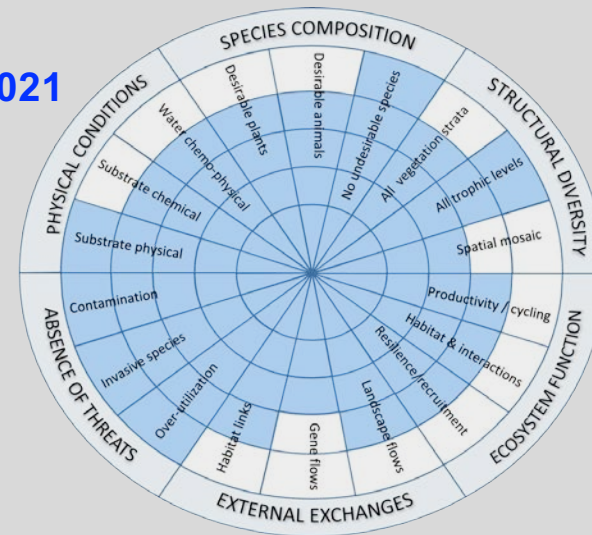 021
SPECIES COMPOSITION
STRUCTURAL DIVERSITY
ECOSYSTEM FUNCTION
EXTERNAL EXCHANGES
ABSENCE OF THREATS
PHYSICAL CONDITIONS
Desirable plants
Desirable animals
No undesirable species
All vegetation strata
All trophic levels
Spatial mosaic
Productivity / cycling
Habitat & interactions
Resilience/recruitment
Landscape flows
Gene flows
Habitat links
Over-utilization
Invasive species
Contamination
Substrate physical
Substrate chemical
Water chemo-physical